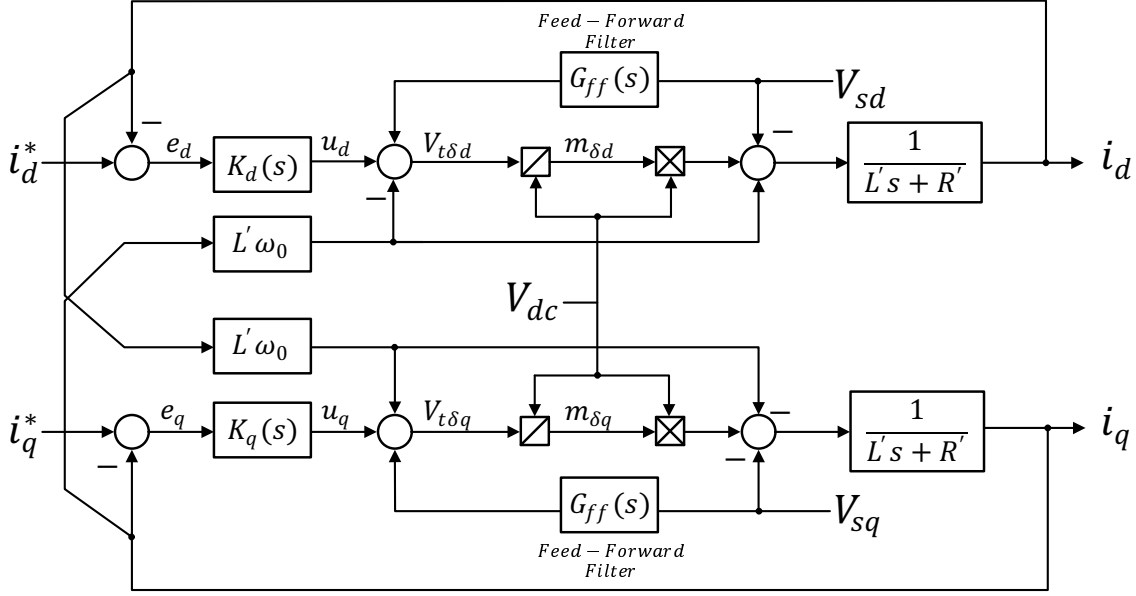 Feed − Forward
Filter
G_ff(s)
V_sd
−
−
i_d^*
e_d
K_d(s)
u_d
V_tδd
m_δd
1
L′s + R′
i_d
−
L′ω_0
V_dc
L′ω_0
i_q^*
e_q
K_q(s)
u_q
V_tδq
m_δq
−
1
L′s + R′
i_q
−
−
G_ff(s)
V_sq
Feed − Forward
Filter